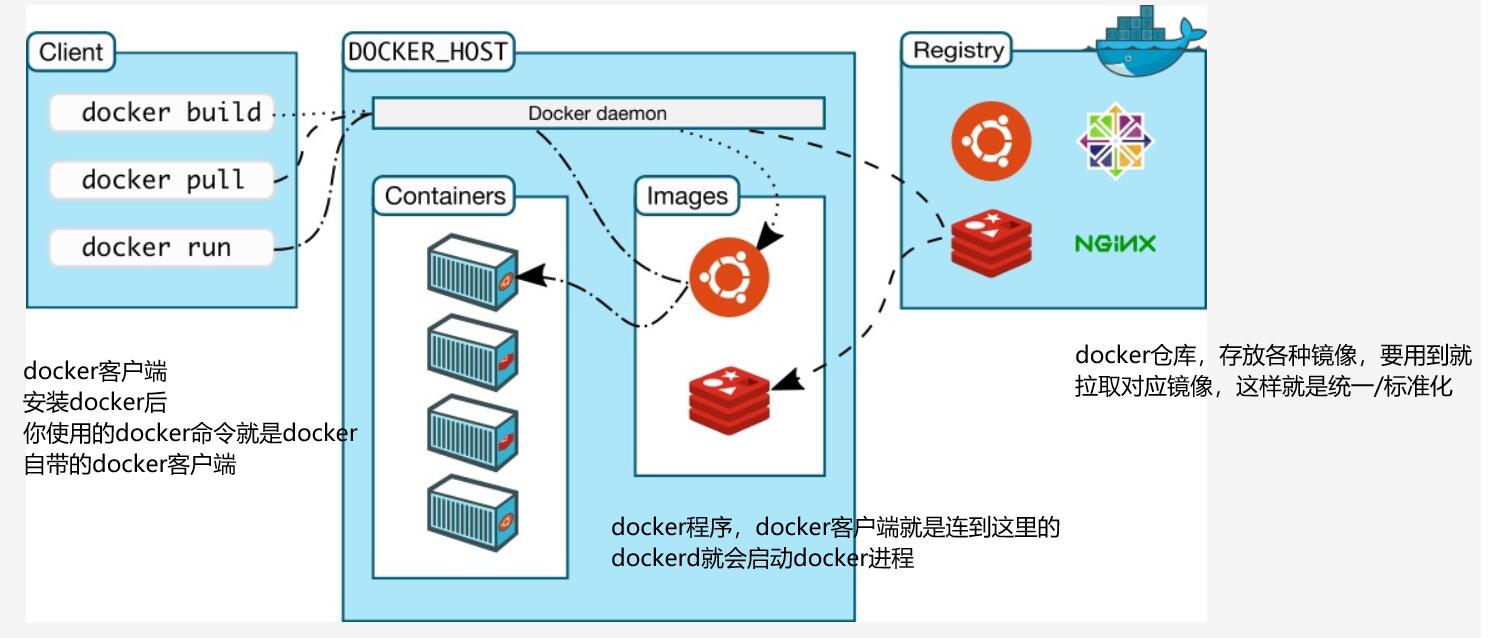 Client
docker build
docker pull
docker run
DOCKER_HOST
Docker daemon
Containers
Images
Registry
NGINX
docker客户端
安装docker后
你使用的docker命令就是docker
自带的docker客户端
docker程序，docker客户端就是连到这里的
dockerd就会启动docker进程
docker仓库，存放各种镜像，要用到就
拉取对应镜像，这样就是统一/标准化